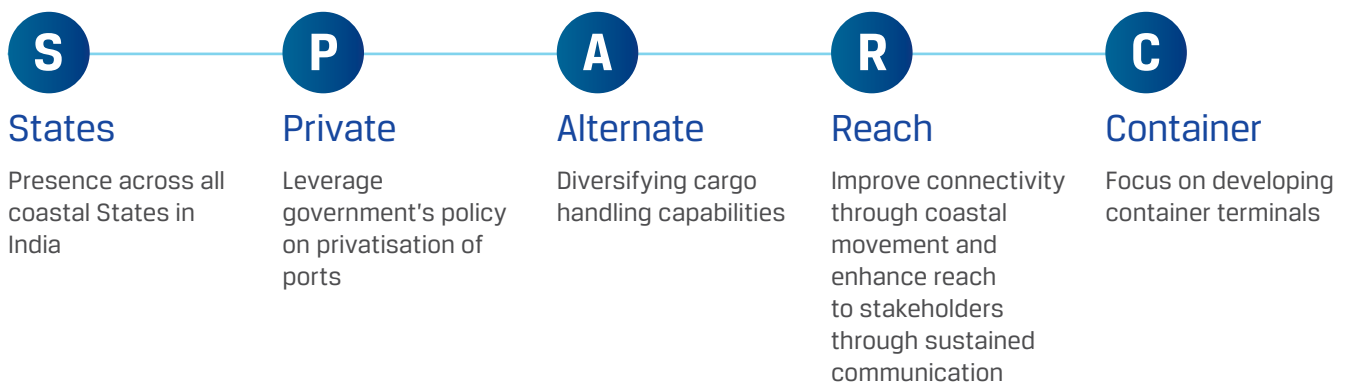 S
States
Presence across all
coastal States in
India
P
Private
Leverage
government's policy
on privatisation of
ports
A
Alternate
Diversifying cargo
handling capabilities
R
Reach
Improve connectivity
through coastal
movement and
enhance reach
to stakeholders
through sustained
communication
C
Container
Focus on developing
container terminals